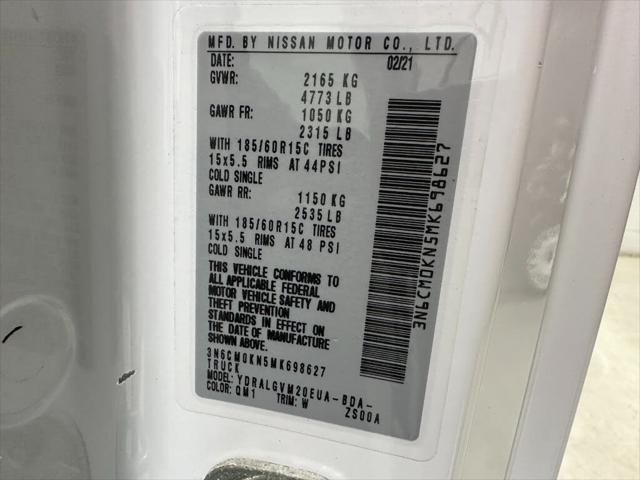 MFD. BY NISSAN MOTOR CO., LTD.
DATE: 02/21
GVWR: 2165 KG
4773 LB
GAWR FR: 1050 KG
2315 LB
WITH 185/60R15C TIRES
15x5.5 RIMS AT 44PSI
COLD SINGLE
GAWR RR: 1150 KG
2535 LB
WITH 185/60R15C TIRES
15x5.5 RIMS AT 48 PSI
COLD SINGLE
THIS VEHICLE CONFORMS TO
ALL APPLICABLE FEDERAL
MOTOR VEHICLE SAFETY AND
THEFT PREVENTION
STANDARDS IN EFFECT ON
THE DATE OF MANUFACTURE
SHOWN ABOVE.
3N6CM0KN5MK698627
TRUCK
MODEL: YDRALGVM20EUA-BDA-
ZS00A
COLOR: QM1 TRIM: W
3N6CM0KN5MK698627